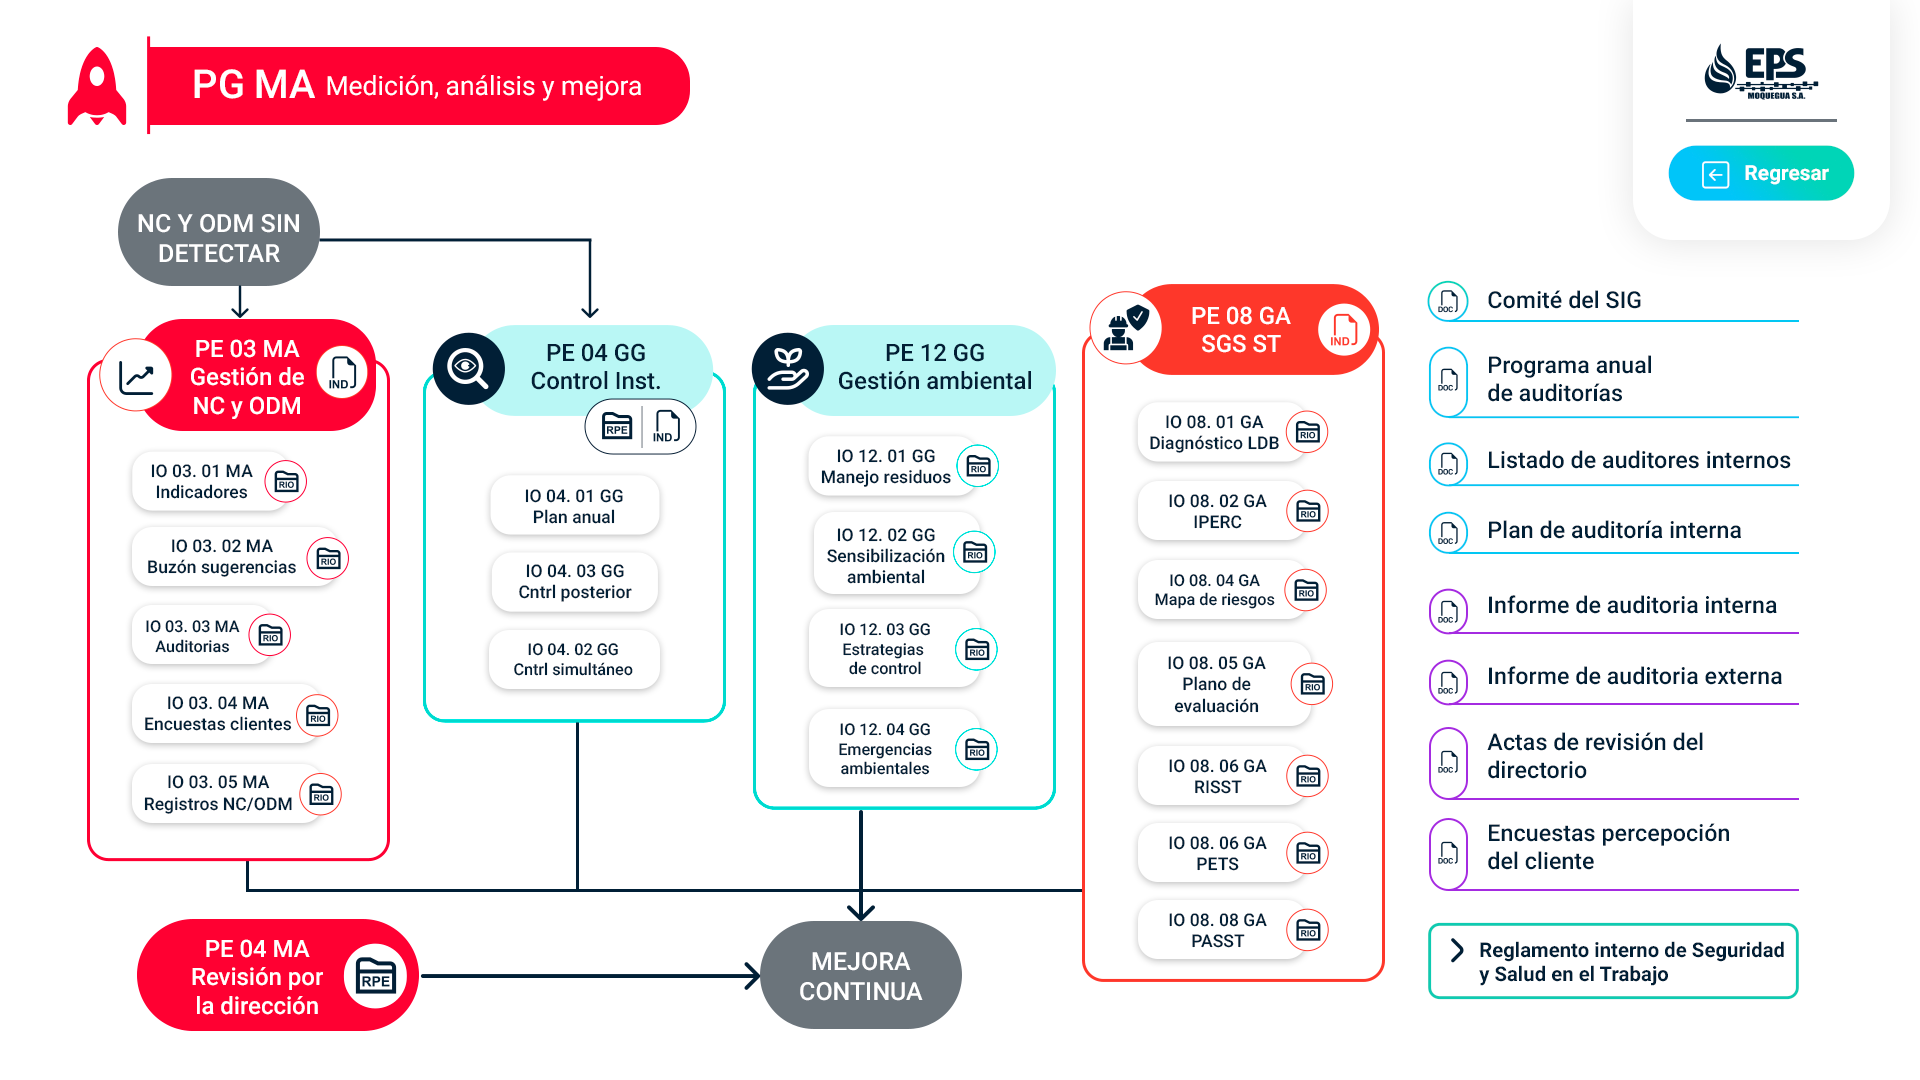 PG MA Medición, análisis y mejora
EPS
MOQUEGUA S.A.
Regresar
NC Y ODM SIN
DETECTAR
PE 03 MA
Gestión de
NC y ODM
IND
IO 03. 01 MA
Indicadores
RIO
IO 03. 02 MA
Buzón sugerencias
RIO
IO 03. 03 MA
Auditorias
RIO
IO 03. 04 MA
Encuestas clientes
RIO
IO 03. 05 MA
Registros NC/ODM
RIO
PE 04 GG
Control Inst.
RPE
IND
IO 04. 01 GG
Plan anual
IO 04. 03 GG
Cntrl posterior
IO 04. 02 GG
Cntrl simultáneo
PE 12 GG
Gestión ambiental
IO 12. 01 GG
Manejo residuos
RIO
IO 12. 02 GG
Sensibilización
ambiental
RIO
IO 12. 03 GG
Estrategias
de control
RIO
IO 12. 04 GG
Emergencias
ambientales
RIO
PE 08 GA
SGS ST
IND
IO 08. 01 GA
Diagnóstico LDB
RIO
IO 08. 02 GA
IPERC
RIO
IO 08. 04 GA
Mapa de riesgos
RIO
IO 08. 05 GA
Plano de
evaluación
RIO
IO 08. 06 GA
RISST
RIO
IO 08. 06 GA
PETS
RIO
IO 08. 08 GA
PASST
RIO
PE 04 MA
Revisión por
la dirección
RPE
MEJORA
CONTINUA
DOC
Comité del SIG
DOC
Programa anual
de auditorías
DOC
Listado de auditores internos
DOC
Plan de auditoría interna
DOC
Informe de auditoria interna
DOC
Informe de auditoria externa
DOC
Actas de revisión del
directorio
DOC
Encuestas percepoción
del cliente
Reglamento interno de Seguridad
y Salud en el Trabajo